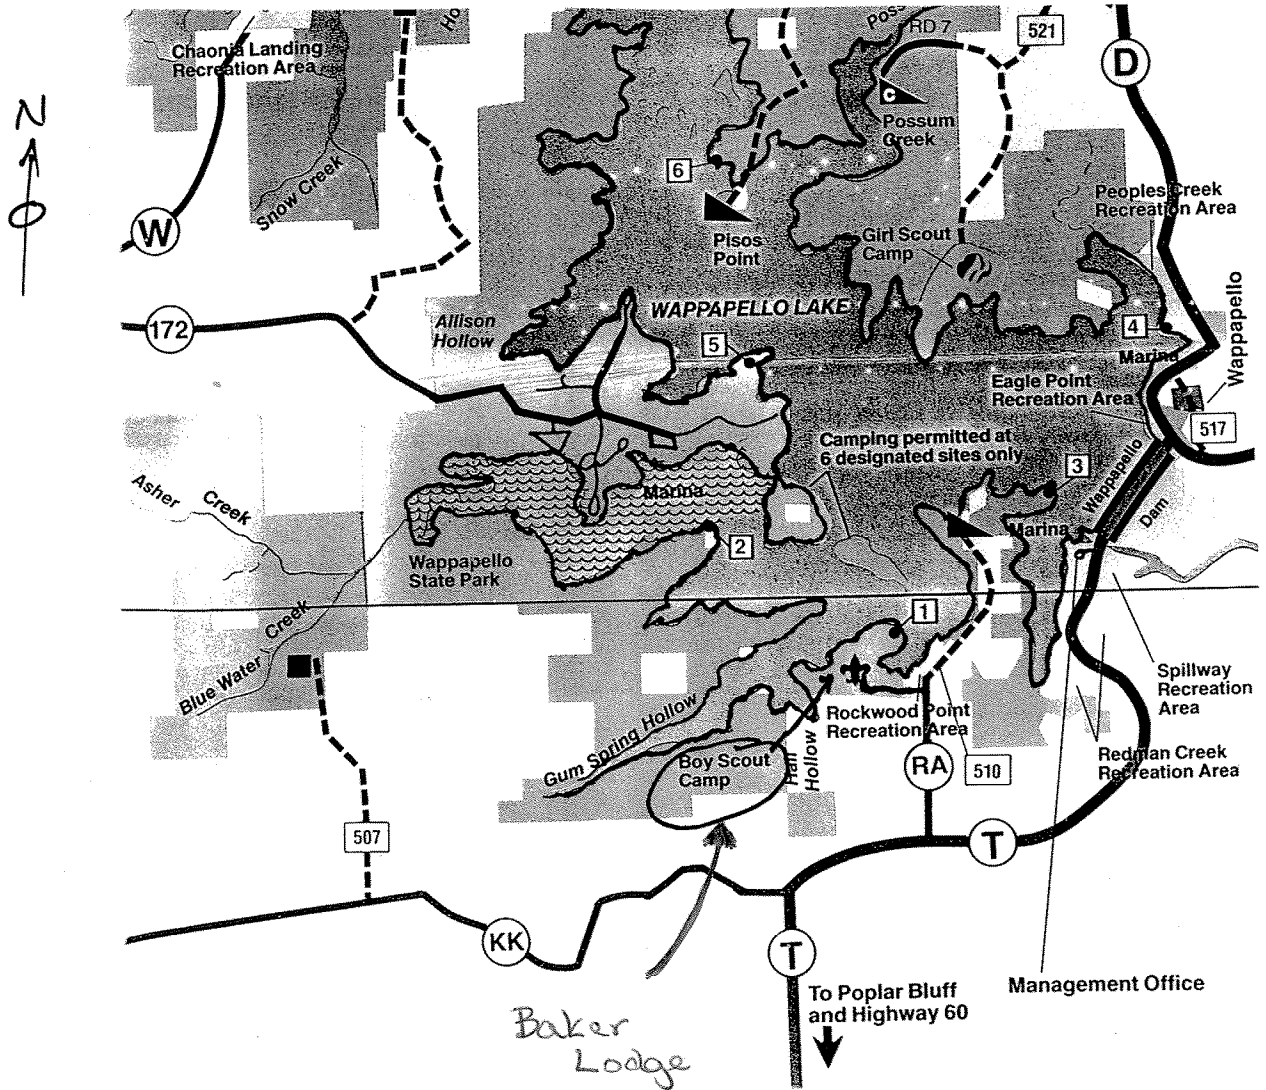 Ho
Poss
RD 7
521
D
Chaonia Landing
Recreation Area
N
C
Possum
Creek
6
Snow Creek
Peoples Creek
Recreation Area
W
Pisos
Point
Girl Scout
Camp
WAPPAPELLO LAKE
172
Allison
Hollow
5
4
Marina
Wappapello
Eagle Point
Recreation Area
517
Camping permitted at
6 designated sites only
3
Asher Creek
Marina
Wappapello
Dam
Marina
2
Wappapello
State Park
1
Blue Water Creek
Spillway
Recreation
Area
Gum Spring Hollow
Rockwood Point
Recreation Area
Boy Scout
Camp
Hollow
RA
510
Redman Creek
Recreation Area
507
T
KK
T
To Poplar Bluff
and Highway 60
Management Office
Baker
Lodge